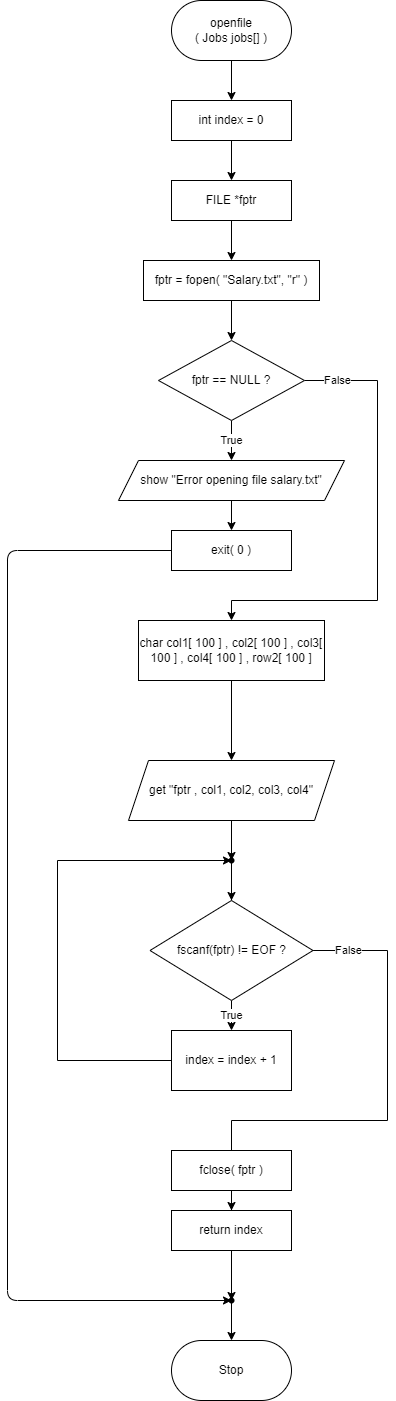 openfile
( Jobs jobs[] )
int index = 0
FILE *fptr
fptr = fopen( "Salary.txt", "r" )
fptr == NULL ?
False
True
show "Error opening file salary.txt"
exit( 0 )
char col1[ 100 ] , col2[ 100 ] , col3[
100 ] , col4[ 100 ] , row2[ 100 ]
get "fptr , col1, col2, col3, col4"
fscanf(fptr) != EOF ?
False
True
index = index + 1
fclose( fptr )
return index
Stop